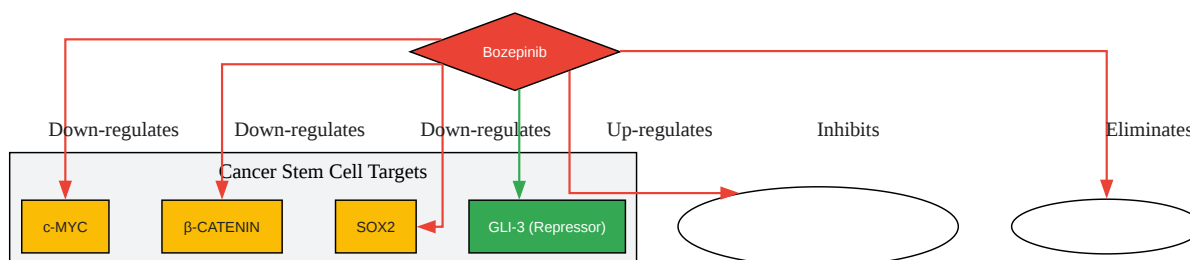 Bozepinib
Down-regulates
Down-regulates
Down-regulates
Up-regulates
Inhibits
Eliminates
Cancer Stem Cell Targets
c-MYC
β-CATENIN
SOX2
GLI-3 (Repressor)